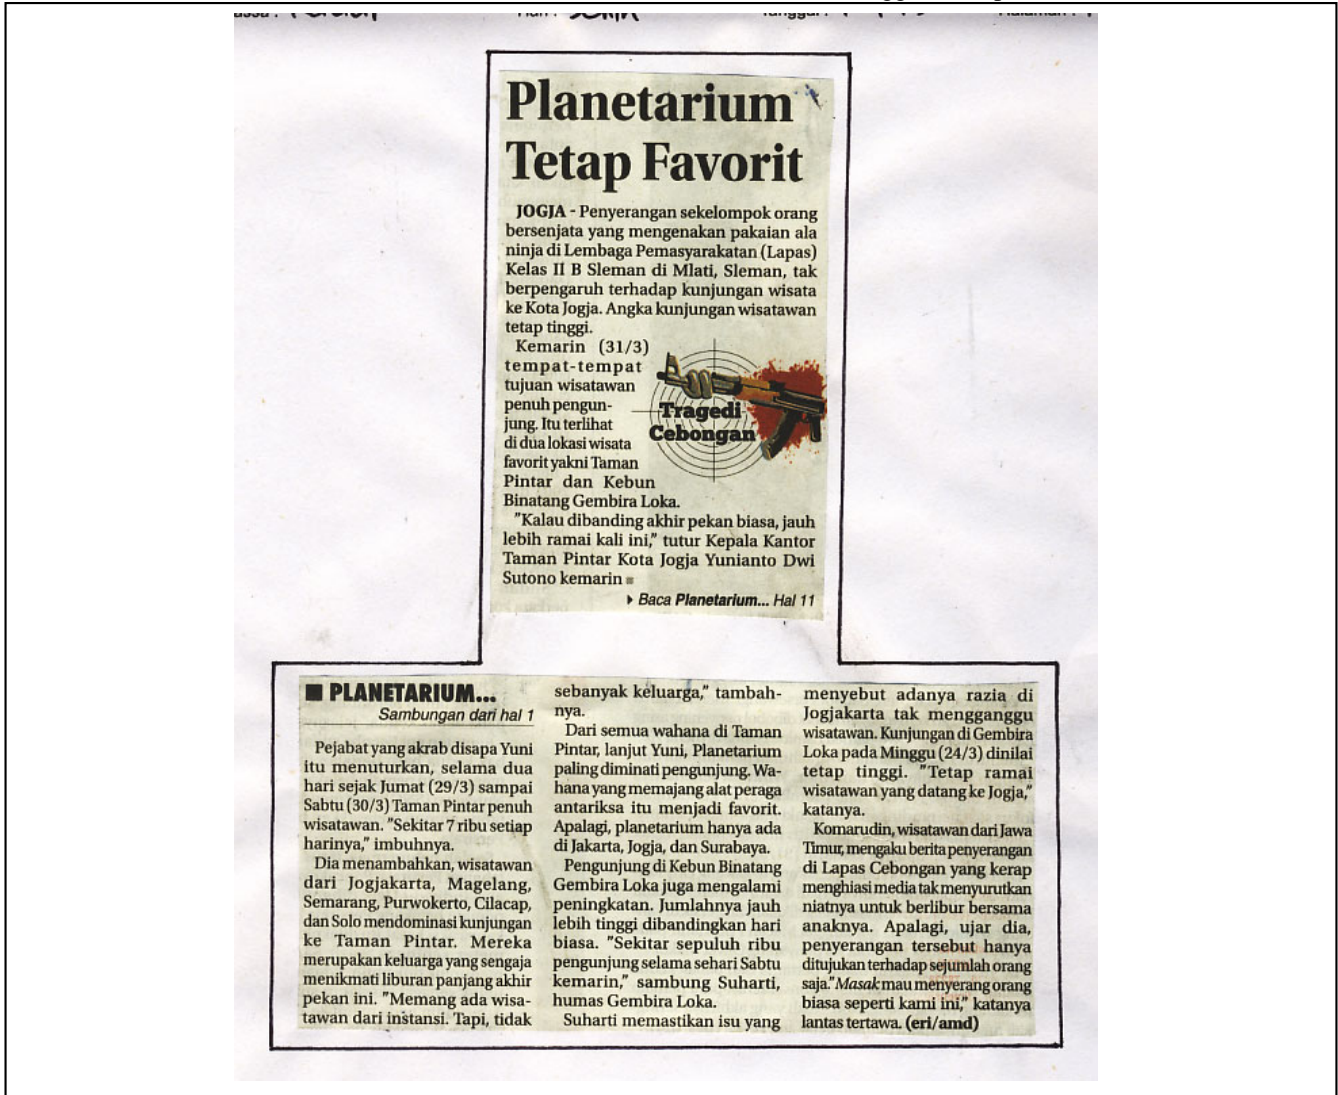 Planetarium
Tetap Favorit
JOGJA - Penyerangan sekelompok orang
bersenjata yang mengenakan pakaian ala
ninja di Lembaga Pemasyarakatan (Lapas)
Kelas II B Sleman di Mlati, Sleman, tak
berpengaruh terhadap kunjungan wisata
ke Kota Jogja. Angka kunjungan wisatawan
tetap tinggi.
Kemarin (31/3)
tempat-tempat
tujuan wisatawan
penuh pengun-
jung. Itu terlihat
di dua lokasi wisata
favorit yakni Taman
Pintar dan Kebun
Binatang Gembira Loka.
Tragedi
Cebongan
"Kalau dibanding akhir pekan biasa, jauh
lebih ramai kali ini," tutur Kepala Kantor
Taman Pintar Kota Jogja Yunianto Dwi
Sutono kemarin
Baca Planetarium... Hal 11
PLANETARIUM...
Sambungan dari hal 1
Pejabat yang akrab disapa Yuni
itu menuturkan, selama dua
hari sejak Jumat (29/3) sampai
Sabtu (30/3) Taman Pintar penuh
wisatawan. "Sekitar 7 ribu setiap
harinya," imbuhnya.
Dia menambahkan, wisatawan
dari Jogjakarta, Magelang,
Semarang, Purwokerto, Cilacap,
dan Solo mendominasi kunjungan
ke Taman Pintar. Mereka
merupakan keluarga yang sengaja
menikmati liburan panjang akhir
pekan ini. "Memang ada wisa-
tawan dari instansi. Tapi, tidak
sebanyak keluarga," tambah-
nya.
Dari semua wahana di Taman
Pintar, lanjut Yuni, Planetarium
paling diminati pengunjung. Wa-
hana yang memajang alat peraga
antariksa itu menjadi favorit.
Apalagi, planetarium hanya ada
di Jakarta, Jogja, dan Surabaya.
Pengunjung di Kebun Binatang
Gembira Loka juga mengalami
peningkatan. Jumlahnya jauh
lebih tinggi dibandingkan hari
biasa. "Sekitar sepuluh ribu
pengunjung selama sehari Sabtu
kemarin," sambung Suharti,
humas Gembira Loka.
Suharti memastikan isu yang
menyebut adanya razia di
Jogjakarta tak mengganggu
wisatawan. Kunjungan di Gembira
Loka pada Minggu (24/3) dinilai
tetap tinggi. "Tetap ramai
wisatawan yang datang ke Jogja,"
katanya.
Komarudin, wisatawan dari Jawa
Timur, mengaku berita penyerangan
di Lapas Cebongan yang kerap
menghiasi media tak menyurutkan
niatnya untuk berlibur bersama
anaknya. Apalagi, ujar dia,
penyerangan tersebut hanya
ditujukan terhadap sejumlah orang
saja. "Masak mau menyerang orang
biasa seperti kami ini," katanya
lantas tertawa. (eri/amd)